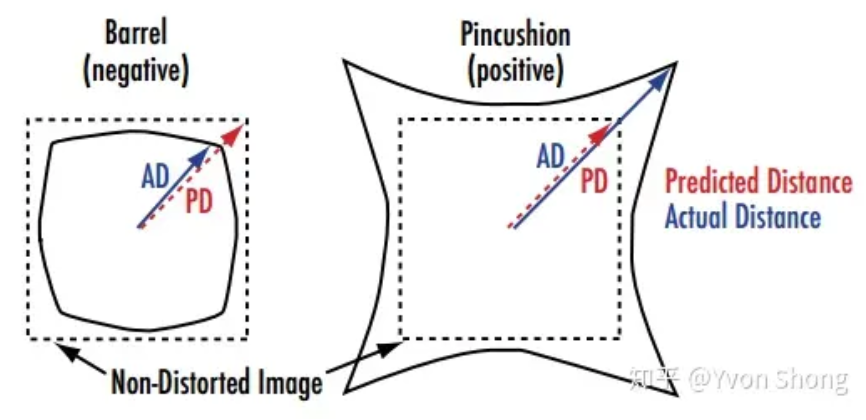 Barrel
(negative)
Pincushion
(positive)
AD
PD
AD
PD
Predicted Distance
Actual Distance
Non-Distorted Image
知乎 @Yvon Shong